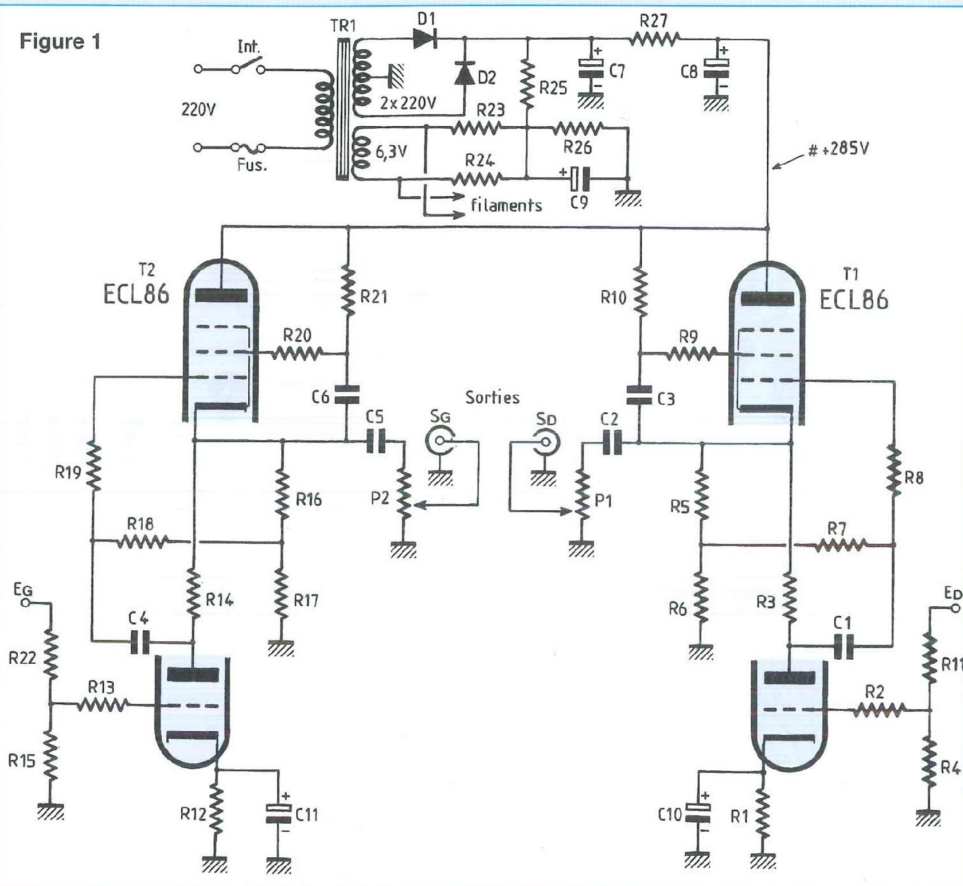 Figure 1
Int.
TR1
D1
R27
D2
C7
+
-
C8
+
-
220V
2x220V
R25
Fus.
6,3V
R23
R26
R24
+
C9
filaments
# +285V
T2
ECL86
R21
R10
T1
ECL86
R20
R9
C6
Sorties
C3
C5
SG
SD
C2
R19
R16
P2
P1
R5
R8
R18
R7
R14
R17
R6
R3
EG
C4
C1
ED
R22
R13
R2
R11
R15
R4
R12
+
C11
-
C10
+
-
R1